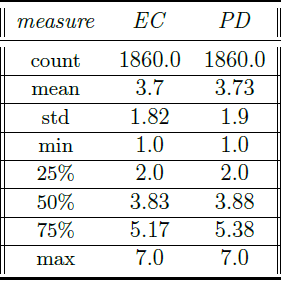 measure EC PD
count 1860.0 1860.0
mean 3.7 3.73
std 1.82 1.9
min 1.0 1.0
25% 2.0 2.0
50% 3.83 3.88
75% 5.17 5.38
max 7.0 7.0